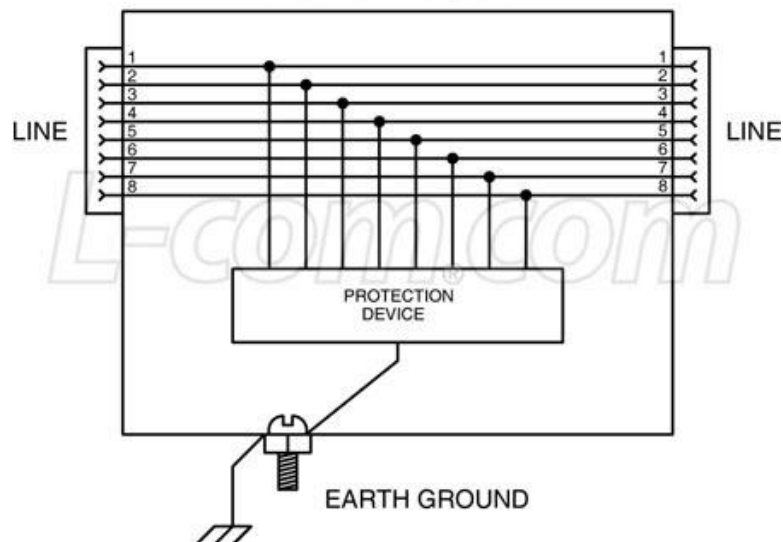 1 1
2 2
3 3
LINE 4 4 LINE
5 5
6 6
7 7
8 8
L-com.com®
PROTECTION
DEVICE
EARTH GROUND